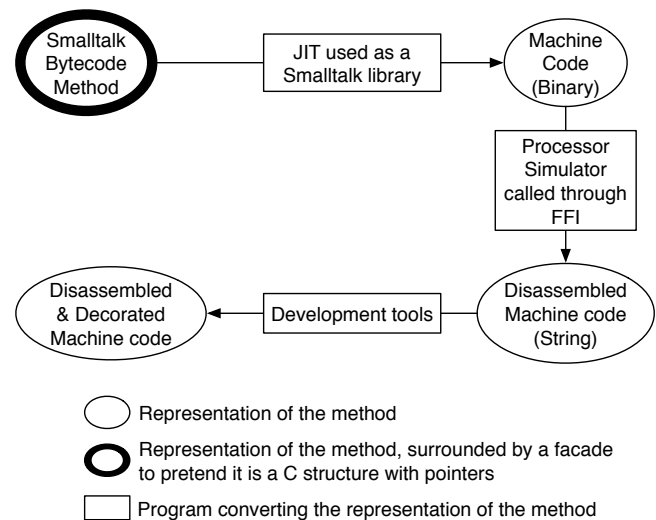 Smalltalk
Bytecode
Method
JIT used as a
Smalltalk library
Machine
Code
(Binary)
Processor
Simulator
called through
FFI
Disassembled
& Decorated
Machine code
Development tools
Disassembled
Machine code
(String)
Representation of the method
Representation of the method, surrounded by a facade
to pretend it is a C structure with pointers
Program converting the representation of the method